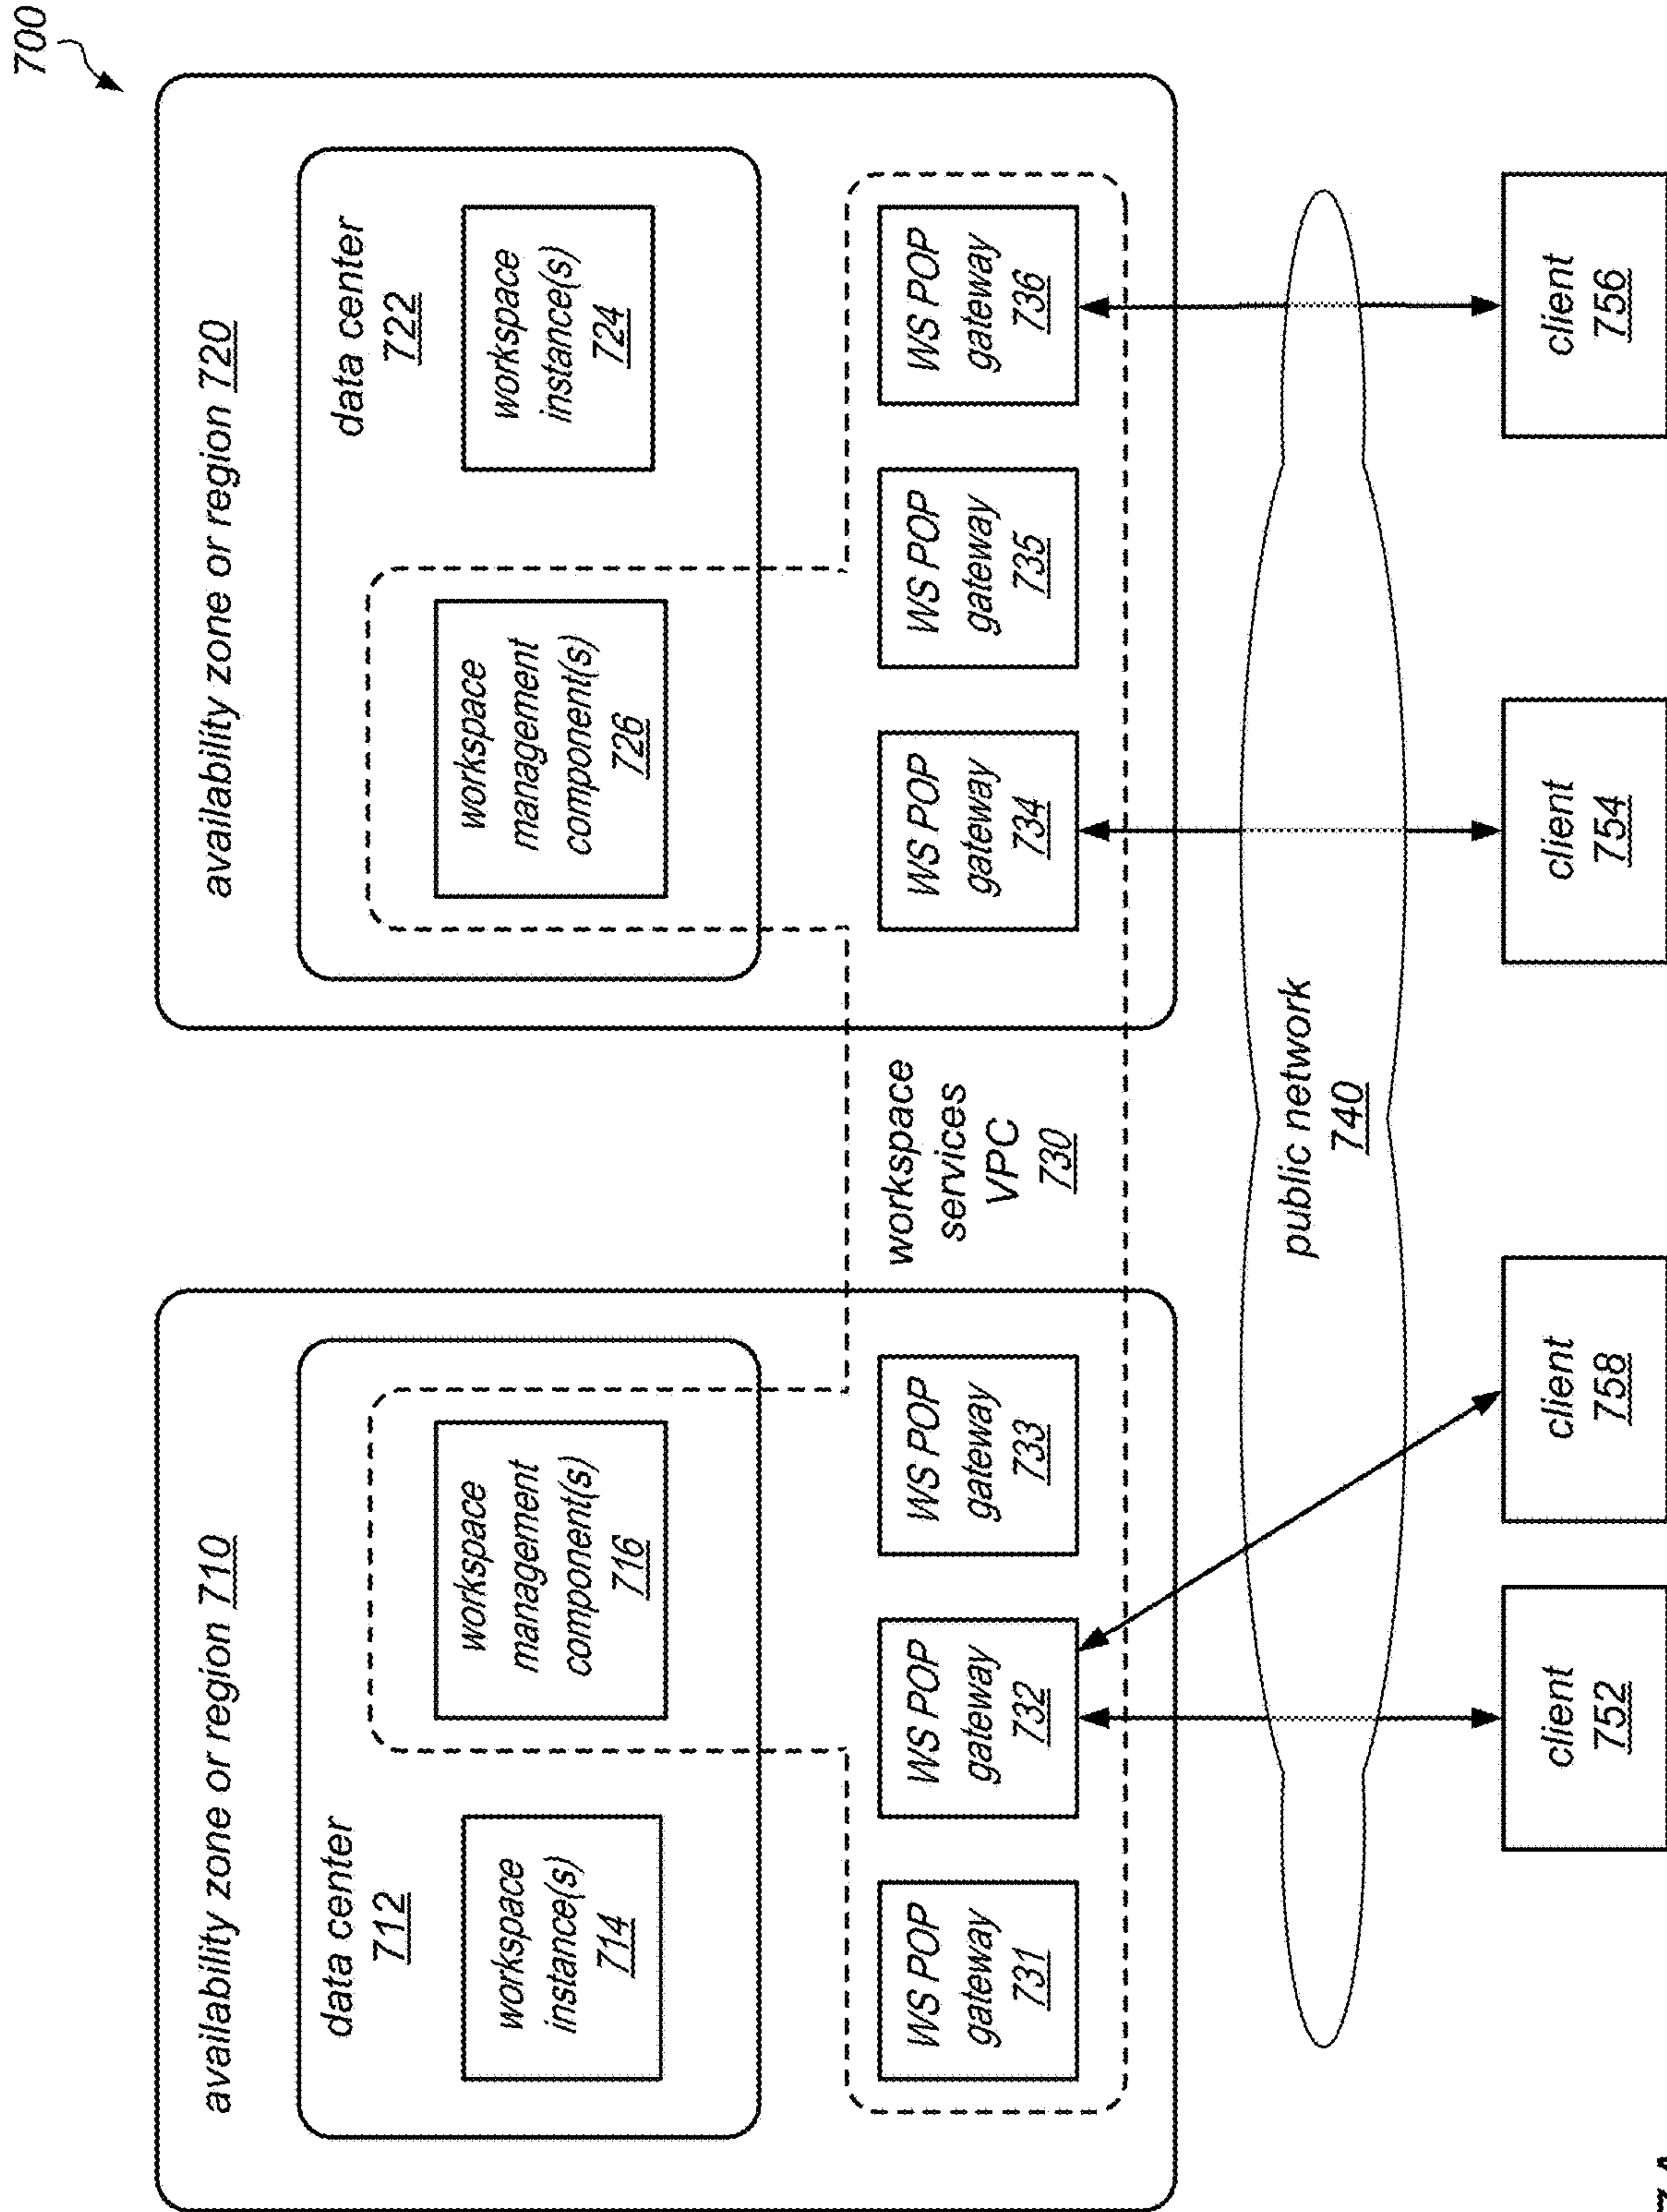 700
availability zone or region 710
data center
712
workspace
instance(s)
714
workspace
management
component(s)
716
WS POP
gateway
731
WS POP
gateway
732
WS POP
gateway
733
workspace
services
VPC
730
availability zone or region 720
data center
722
workspace
management
component(s)
726
workspace
instance(s)
724
WS POP
gateway
734
WS POP
gateway
735
WS POP
gateway
736
public network
740
client
752
client
758
client
754
client
756